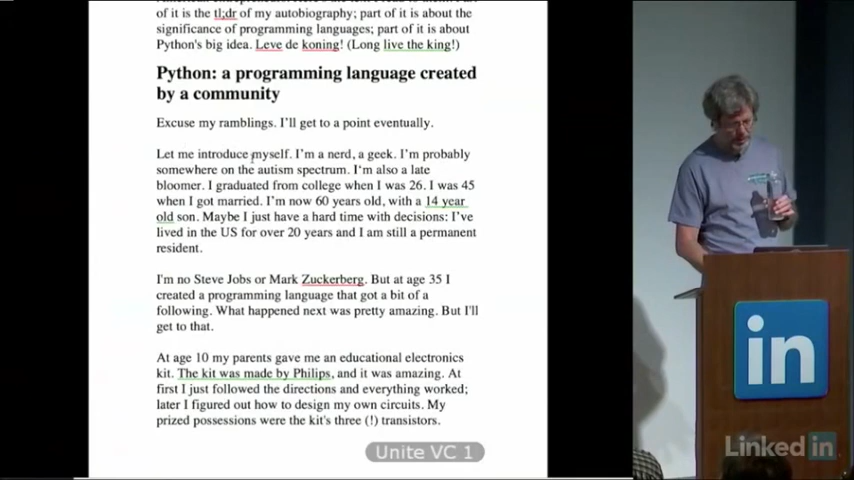 of it is the tl;dr of my autobiography; part of it is about the
significance of programming languages; part of it is about
Python's big idea. Leve de koning! (Long live the king!)
Python: a programming language created
by a community
Excuse my ramblings. I'll get to a point eventually.
Let me introduce myself. I'm a nerd, a geek. I'm probably
somewhere on the autism spectrum. I'm also a late
bloomer. I graduated from college when I was 26. I was 45
when I got married. I'm now 60 years old, with a 14 year
old son. Maybe I just have a hard time with decisions: I've
lived in the US for over 20 years and I am still a permanent
resident.
I'm no Steve Jobs or Mark Zuckerberg. But at age 35 I
created a programming language that got a bit of a
following. What happened next was pretty amazing. But I'll
get to that.
At age 10 my parents gave me an educational electronics
kit. The kit was made by Philips, and it was amazing. At
first I just followed the directions and everything worked;
later I figured out how to design my own circuits. My
prized possessions were the kit's three (!) transistors.
Unite VC 1
in
Linked in